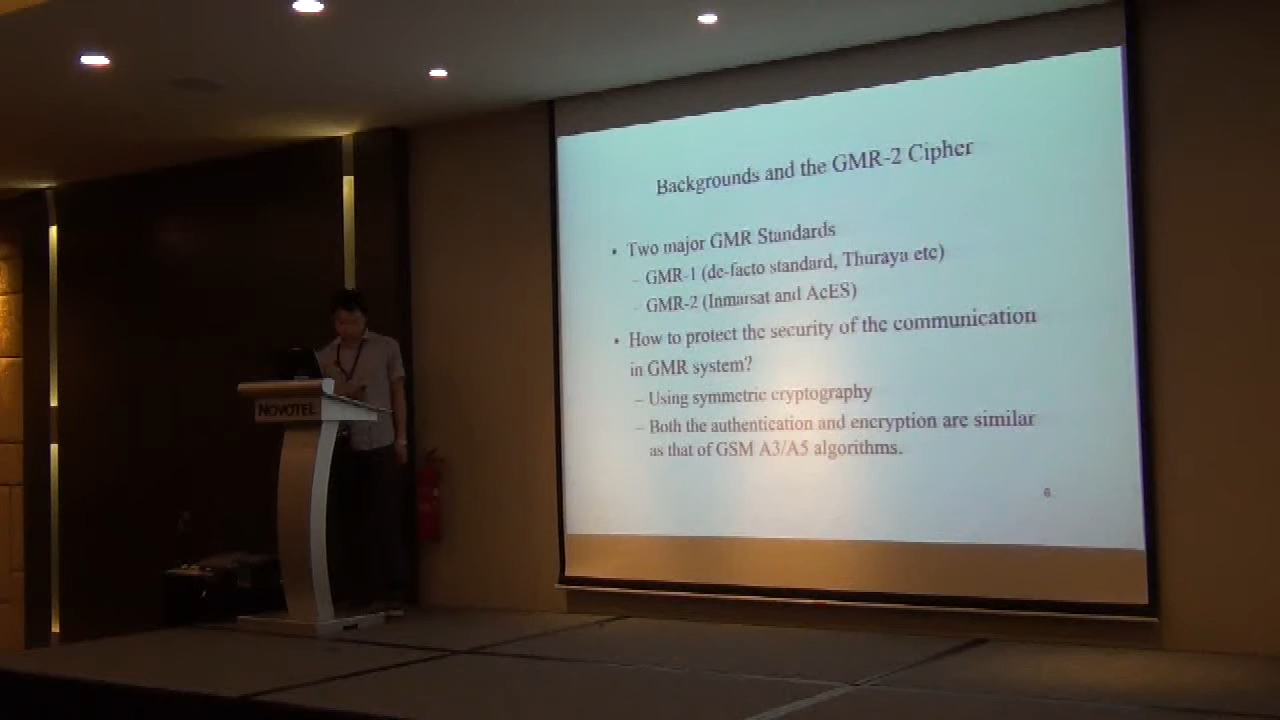 Backgrounds and the GMR-2 Cipher
• Two major GMR Standards
– GMR-1 (de-facto standard, Thuraya etc)
– GMR-2 (Inmarsat and AcES)
• How to protect the security of the communication
in GMR system?
– Using symmetric cryptography
– Both the authentication and encryption are similar
as that of GSM A3/A5 algorithms.
6
NOVOTEL